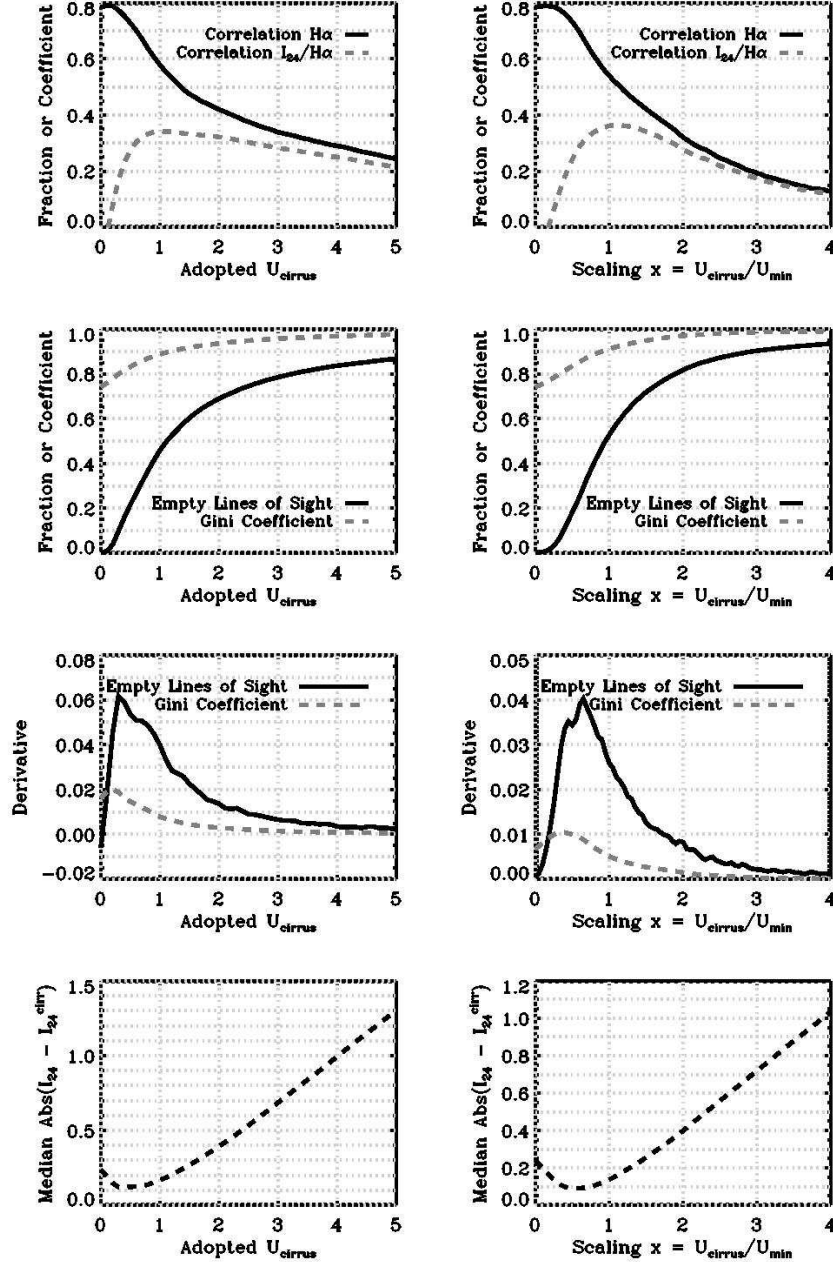 Fraction or Coefficient
0.8
0.6
0.4
0.2
0.0
Correlation Hα
Correlation I24/Hα
0 1 2 3 4 5
Adopted Ucirrus
Fraction or Coefficient
0.8
0.6
0.4
0.2
0.0
Correlation Hα
Correlation I24/Hα
0 1 2 3 4
Scaling x = Ucirrus/Umin
Fraction or Coefficient
1.0
0.8
0.6
0.4
0.2
0.0
Empty Lines of Sight
Gini Coefficient
0 1 2 3 4 5
Adopted Ucirrus
Fraction or Coefficient
1.0
0.8
0.6
0.4
0.2
0.0
Empty Lines of Sight
Gini Coefficient
0 1 2 3 4
Scaling x = Ucirrus/Umin
Derivative
0.08
0.06
0.04
0.02
0.00
−0.02
Empty Lines of Sight
Gini Coefficient
0 1 2 3 4 5
Adopted Ucirrus
Derivative
0.05
0.04
0.03
0.02
0.01
0.00
Empty Lines of Sight
Gini Coefficient
0 1 2 3 4
Scaling x = Ucirrus/Umin
Median Abs(I24 − I24cirr)
1.5
1.0
0.5
0.0
0 1 2 3 4 5
Adopted Ucirrus
Median Abs(I24 − I24cirr)
1.2
1.0
0.8
0.6
0.4
0.2
0.0
0 1 2 3 4
Scaling x = Ucirrus/Umin